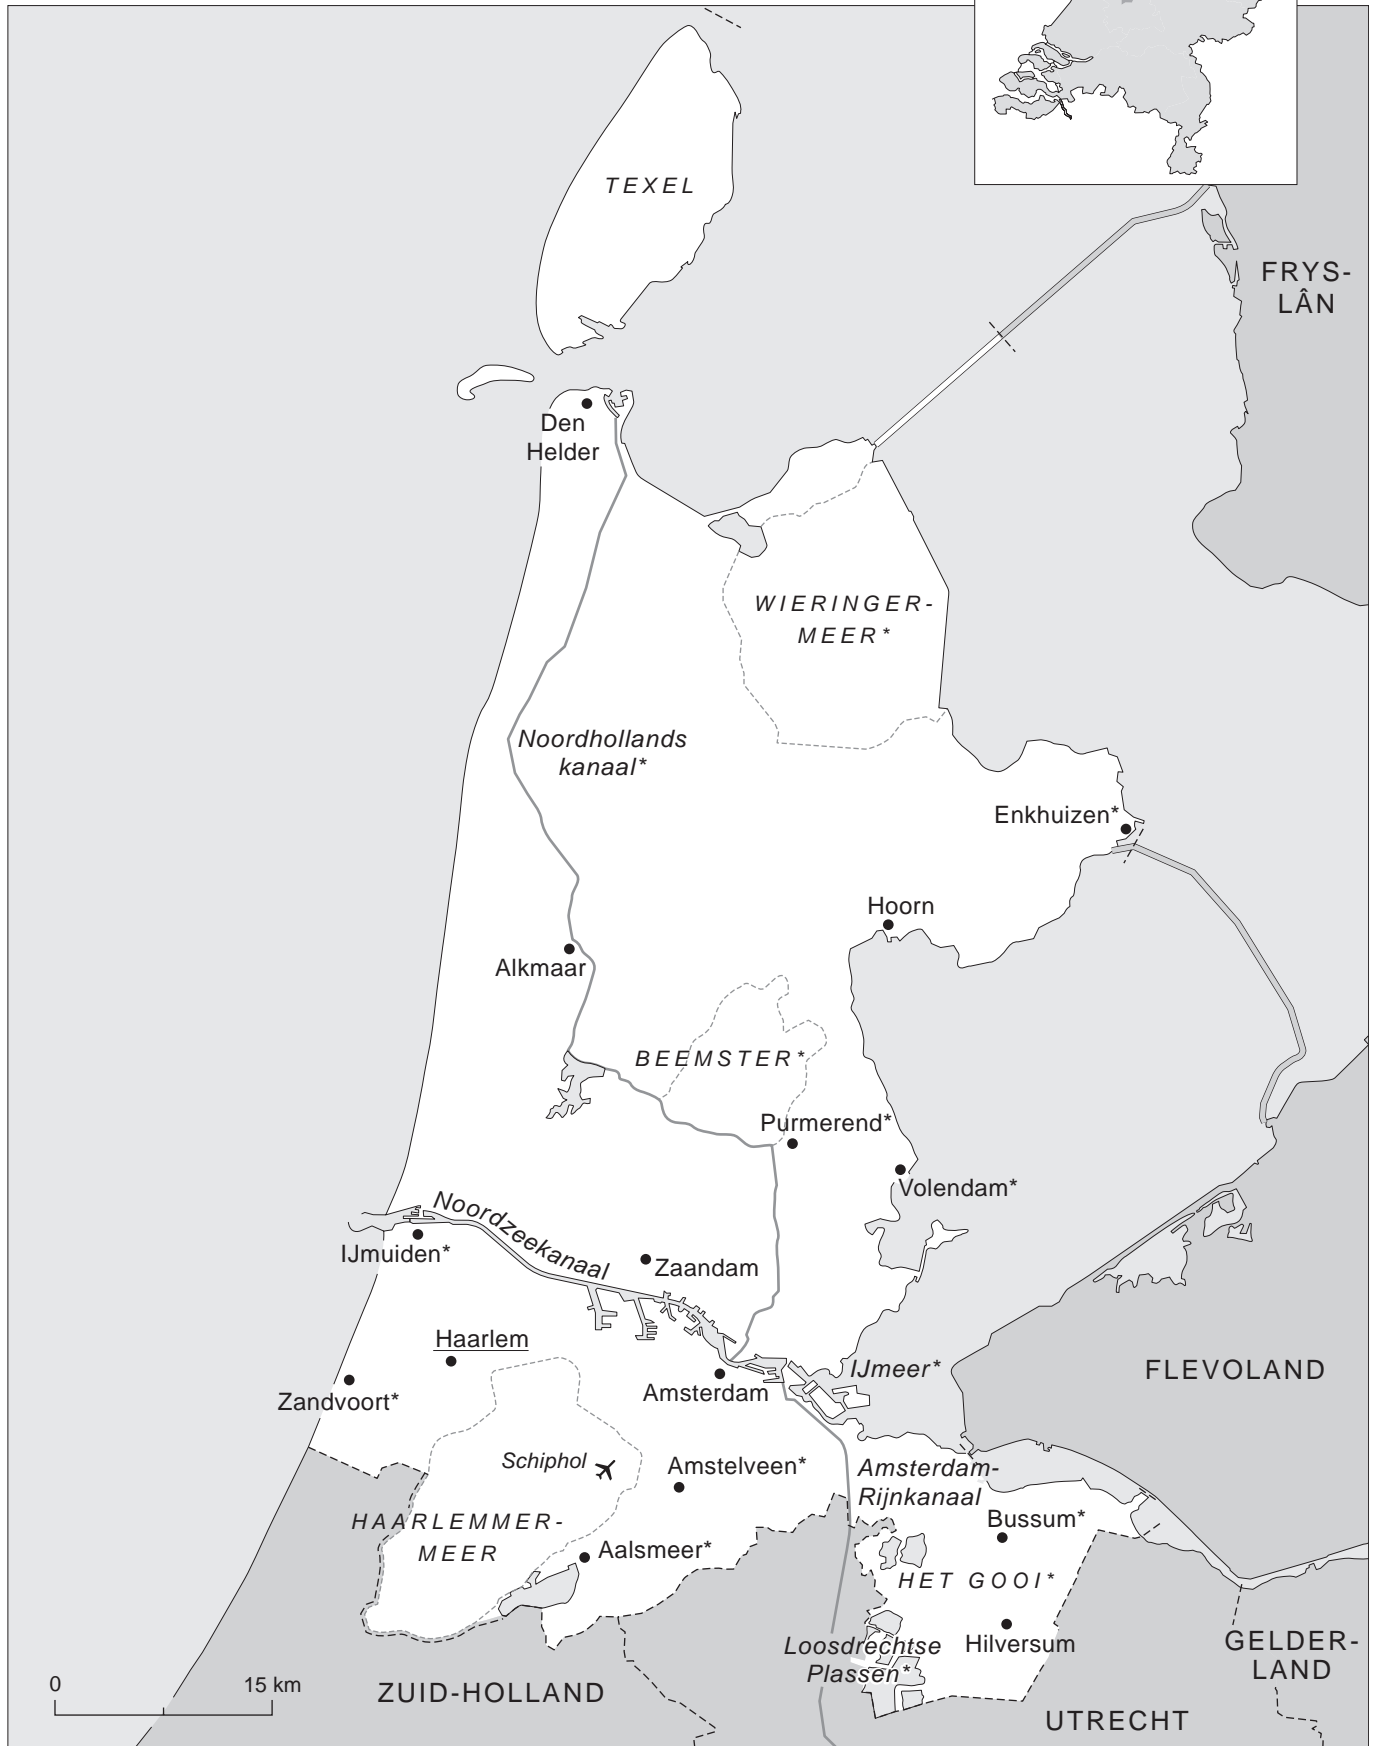 TEXEL
FRYS-
LÂN
Den
Helder
WIERINGER-
MEER*
Noordhollands
kanaal*
Enkhuizen*
Hoorn
Alkmaar
BEEMSTER*
Purmerend*
Volendam*
Noordzeekanaal
IJmuiden*
Zaandam
Haarlem
IJmeer*
FLEVOLAND
Zandvoort*
Amsterdam
Schiphol
Amstelveen*
Amsterdam-
Rijnkanaal
HAARLEMMER-
MEER
Bussum*
Aalsmeer*
HET GOOI*
Loosdrechtse
Plassen*
Hilversum
GELDER-
LAND
0 15 km
ZUID-HOLLAND
UTRECHT